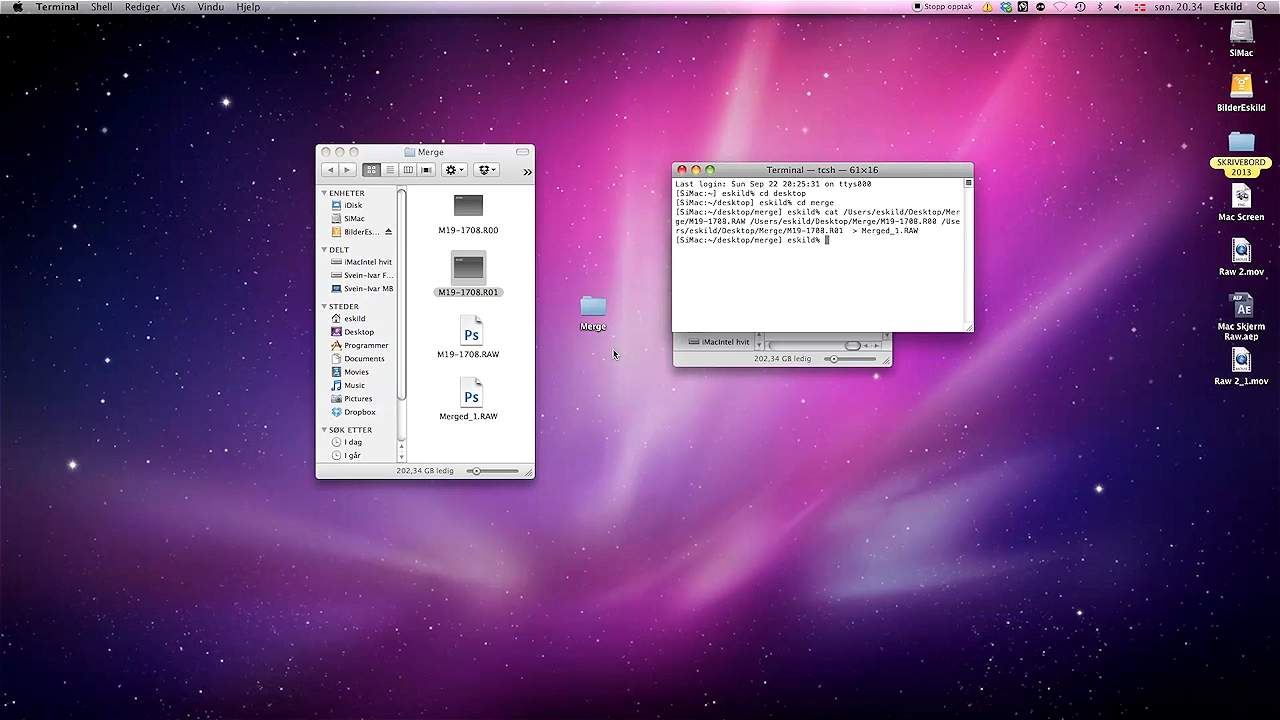 Terminal Shell Rediger Vis Vindu Hjelp
Stopp opptak
søn. 20.34 Eskild
SiMac
BilderEskild
SKRIVEBORD
2013
Mac Screen
Raw 2.mov
AEP
AE
Mac Skjerm
Raw.aep
Raw 2_1.mov
Merge
ENHETER
iDisk
SiMac
BilderEs...
DELT
iMacIntel hvit
Svein-Ivar F...
Svein-Ivar MB
STEDER
eskild
Desktop
Programmer
Documents
Movies
Music
Pictures
Dropbox
SØK ETTER
I dag
I går
M19-1708.R00
M19-1708.R01
Ps
M19-1708.RAW
Ps
Merged_1.RAW
202,34 GB ledig
Merge
Terminal — tcsh — 61×16
Last login: Sun Sep 22 20:25:31 on ttys000
[SiMac:~] eskild% cd desktop
[SiMac:~/desktop] eskild% cd merge
[SiMac:~/desktop/merge] eskild% cat /Users/eskild/Desktop/Mer
ge/M19-1708.RAW /Users/eskild/Desktop/Merge/M19-1708.R00 /Use
rs/eskild/Desktop/Merge/M19-1708.R01  > Merged_1.RAW
[SiMac:~/desktop/merge] eskild%
iMacIntel hvit
202,34 GB ledig